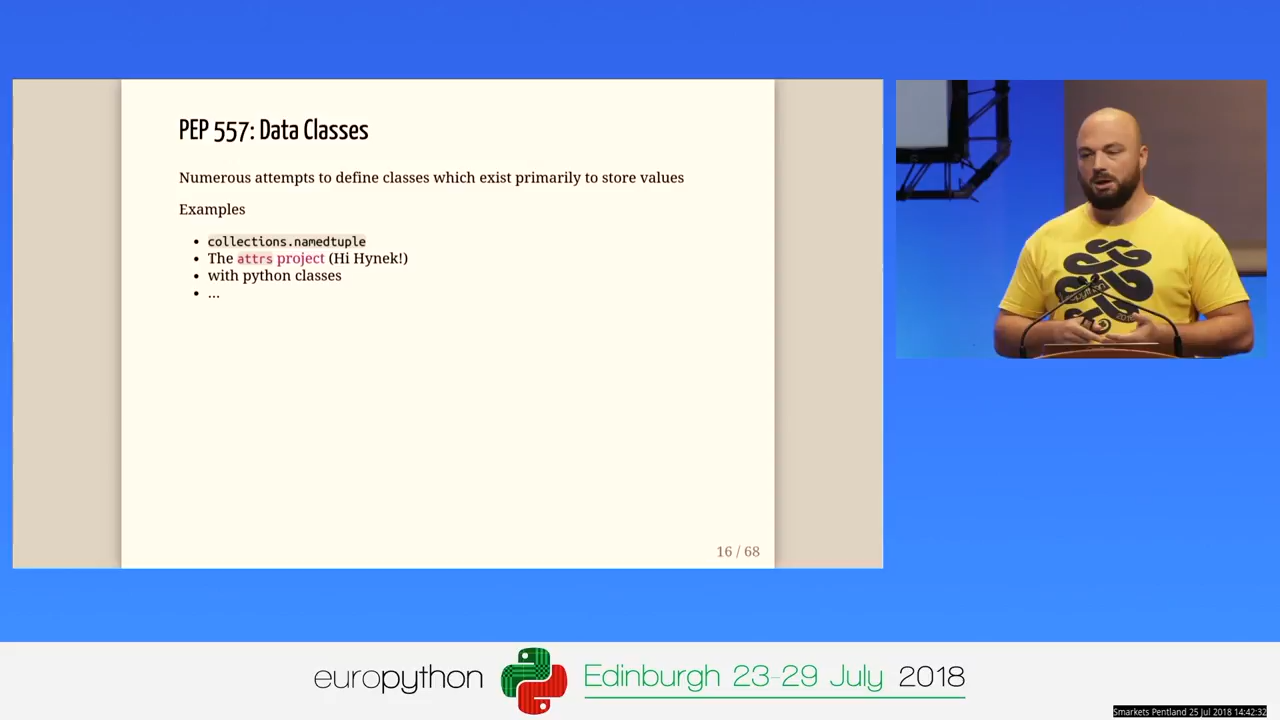 PEP 557: Data Classes
Numerous attempts to define classes which exist primarily to store values
Examples
• collections.namedtuple
• The attrs project (Hi Hynek!)
• with python classes
• ...
16 / 68
europython
2018
europython
Edinburgh 23-29 July 2018
Smarkets Pentland 25 Jul 2018 14:42:32